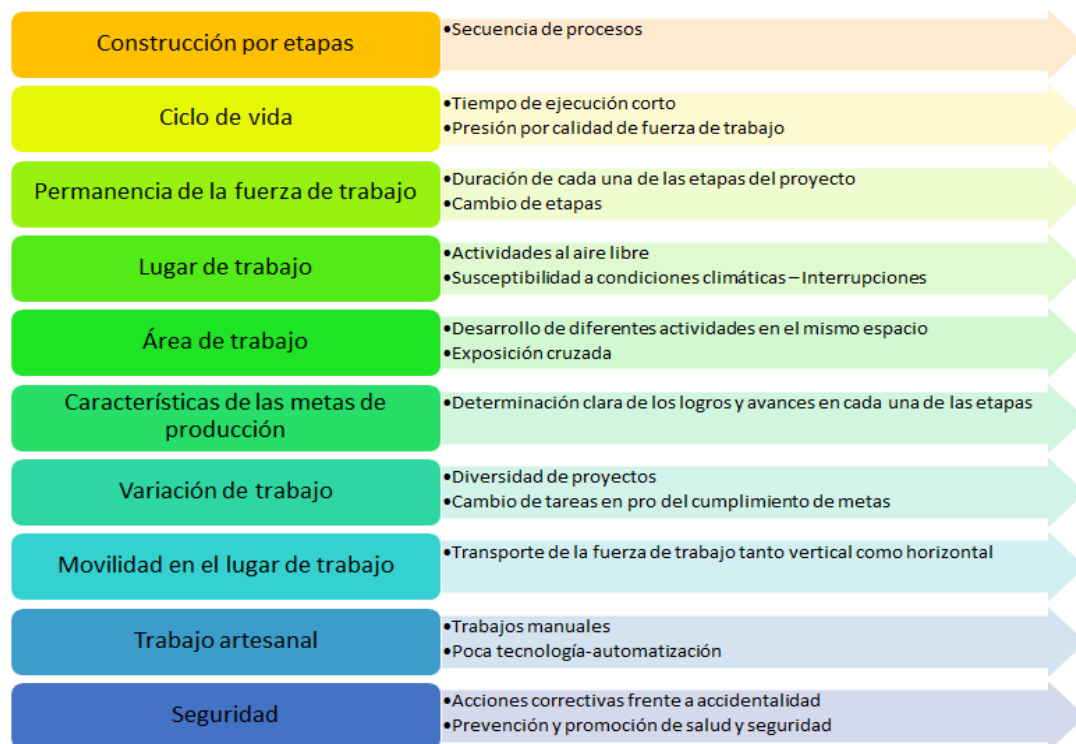 Construcción por etapas
•Secuencia de procesos
Ciclo de vida
•Tiempo de ejecución corto
•Presión por calidad de fuerza de trabajo
Permanencia de la fuerza de trabajo
•Duración de cada una de las etapas del proyecto
•Cambio de etapas
Lugar de trabajo
•Actividades al aire libre
•Susceptibilidad a condiciones climáticas – Interrupciones
Área de trabajo
•Desarrollo de diferentes actividades en el mismo espacio
•Exposición cruzada
Características de las metas de
producción
•Determinación clara de los logros y avances en cada una de las etapas
Variación de trabajo
•Diversidad de proyectos
•Cambio de tareas en pro del cumplimiento de metas
Movilidad en el lugar de trabajo
•Transporte de la fuerza de trabajo tanto vertical como horizontal
Trabajo artesanal
•Trabajos manuales
•Poca tecnología-automatización
Seguridad
•Acciones correctivas frente a accidentalidad
•Prevención y promoción de salud y seguridad